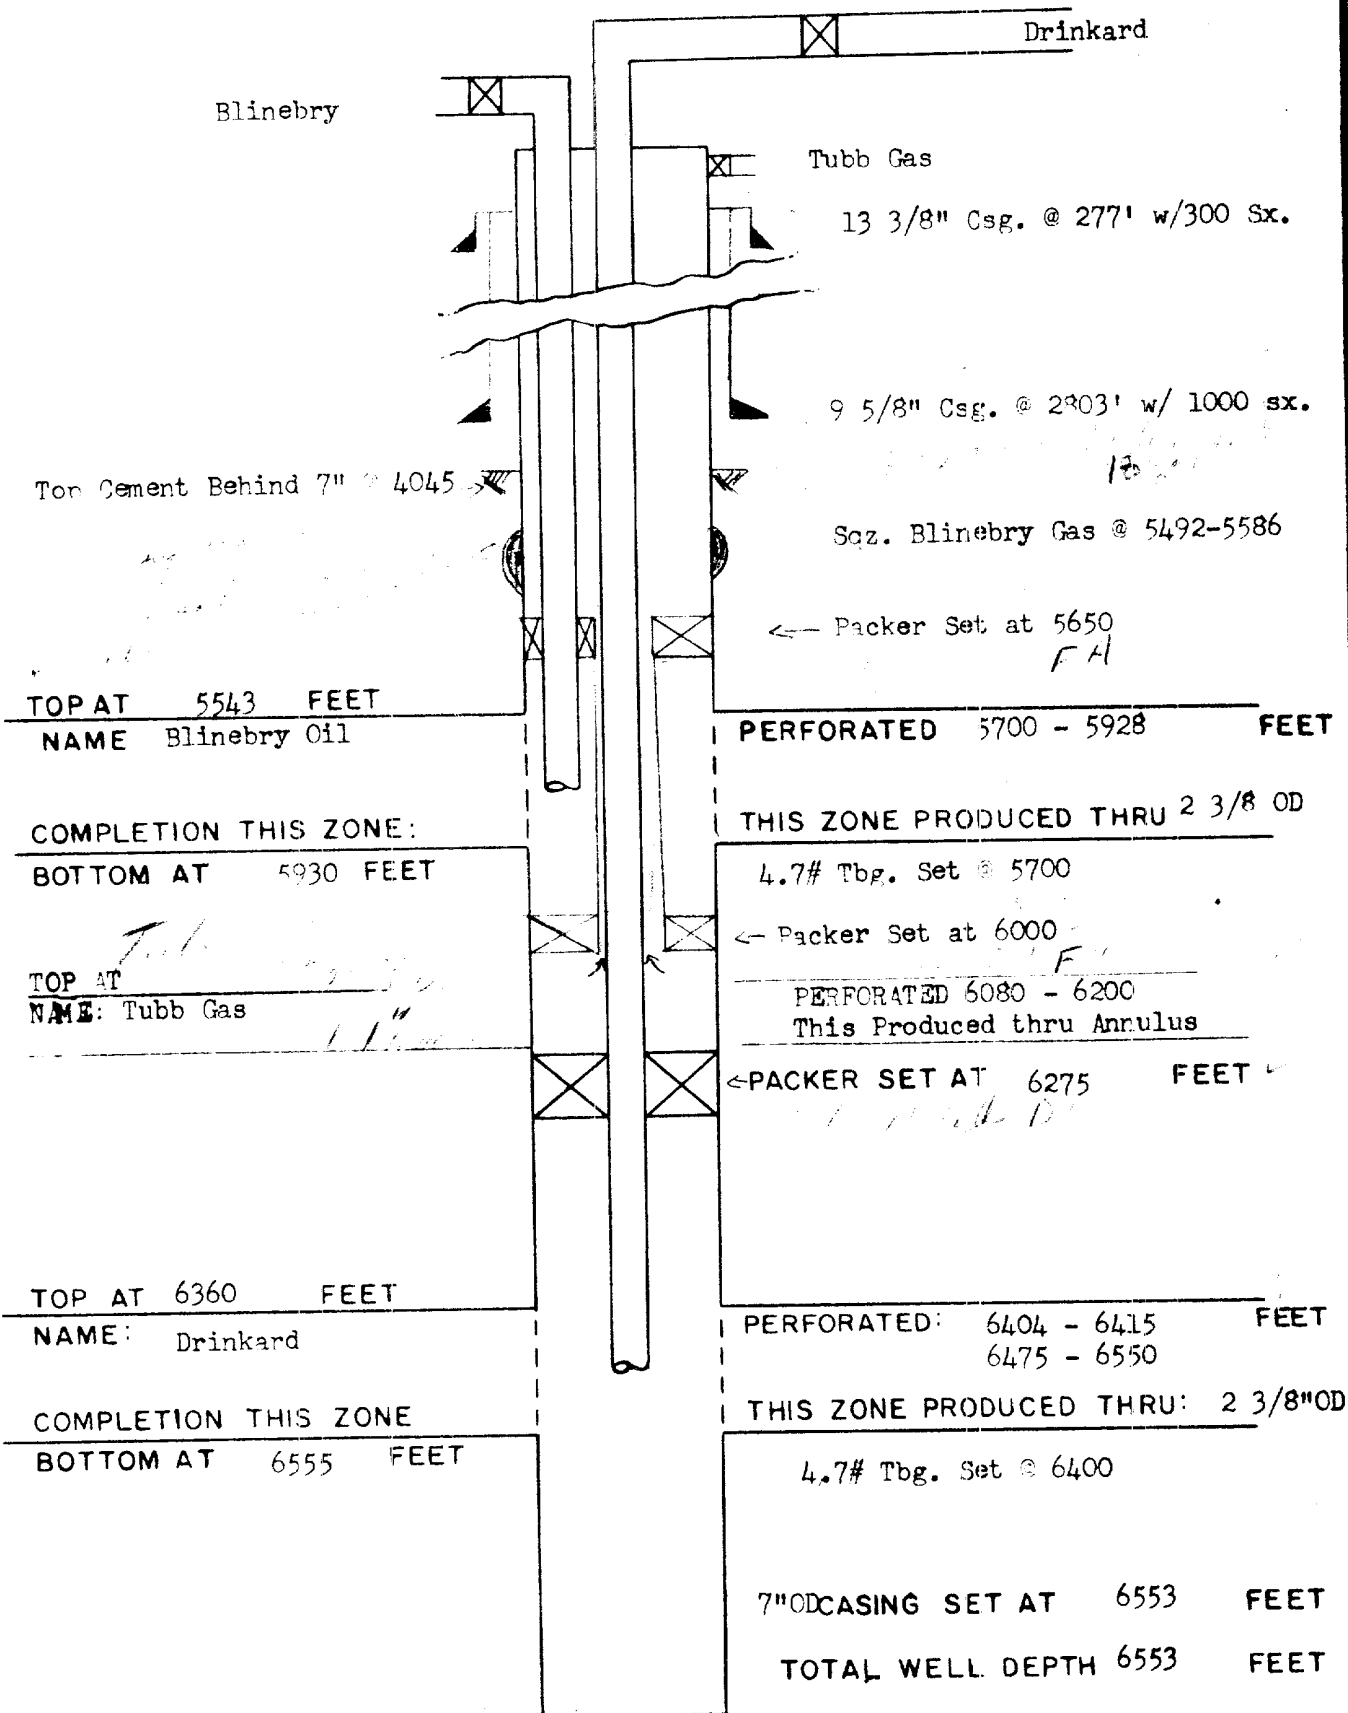 Drinkard
Blinebry
Tubb Gas
13 3/8" Csg. @ 277' w/300 Sx.
9 5/8" Csg. @ 2803' w/ 1000 sx.
Top Cement Behind 7" @ 4045
Sqz. Blinebry Gas @ 5492-5586
Packer Set at 5650
FA
TOP AT 5543 FEET
NAME Blinebry Oil
PERFORATED 5700 - 5928 FEET
COMPLETION THIS ZONE:
THIS ZONE PRODUCED THRU 2 3/8 OD
BOTTOM AT 5930 FEET
4.7# Tbg. Set @ 5700
Packer Set at 6000
F
TOP AT
NAME: Tubb Gas
PERFORATED 6080 - 6200
This Produced thru Annulus
PACKER SET AT 6275 FEET
TOP AT 6360 FEET
NAME: Drinkard
PERFORATED: 6404 - 6415 FEET
6475 - 6550
COMPLETION THIS ZONE
THIS ZONE PRODUCED THRU: 2 3/8"OD
BOTTOM AT 6555 FEET
4.7# Tbg. Set @ 6400
7"ODCASING SET AT 6553 FEET
TOTAL WELL DEPTH 6553 FEET